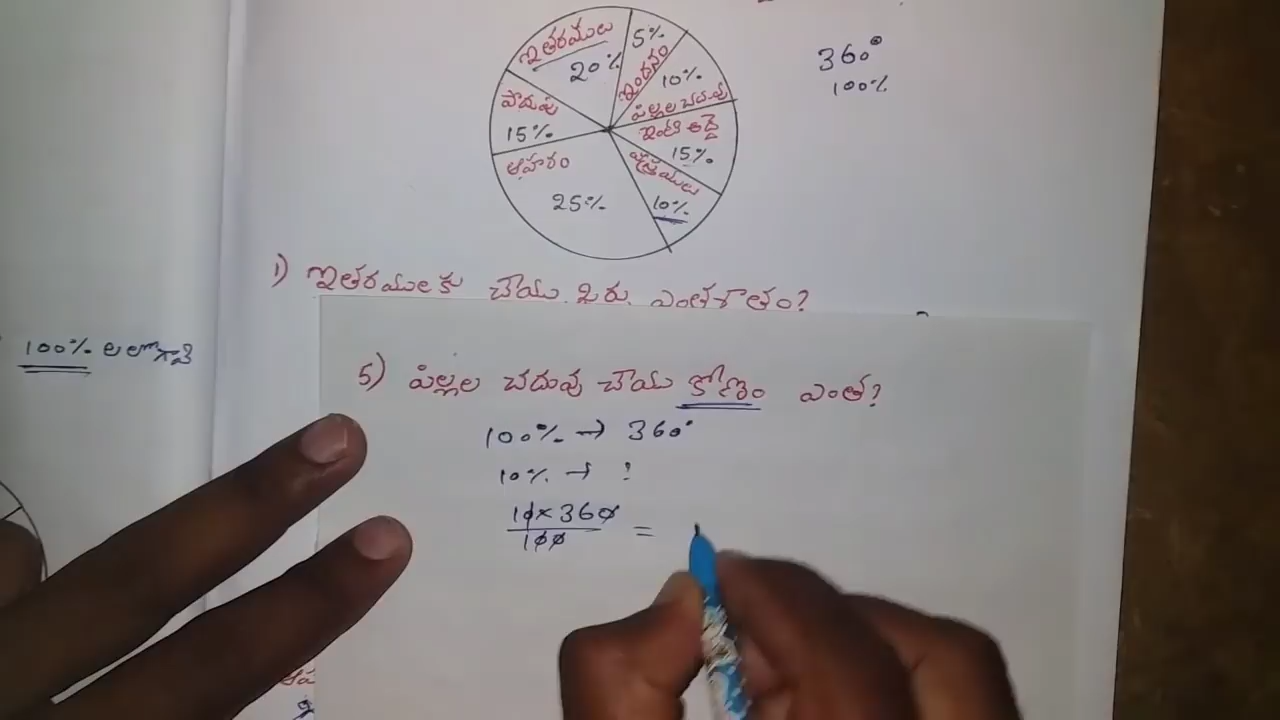 ఇతరములు
20%
5%
ఇంధనం
10%
పిల్లల చదువు
ఇంటి అద్దె
15%
వస్త్రములు
10%
పొదుపు
15%
ఆహారం
25%
360°
100%
1) ఇతరములకు చేయు ఖర్చు ఎంతశాతం?
100% లలోగావి
5) పిల్లల చదువు చేయు కోణం ఎంత?
100% → 360°
10% → ?
10 × 360
100
=